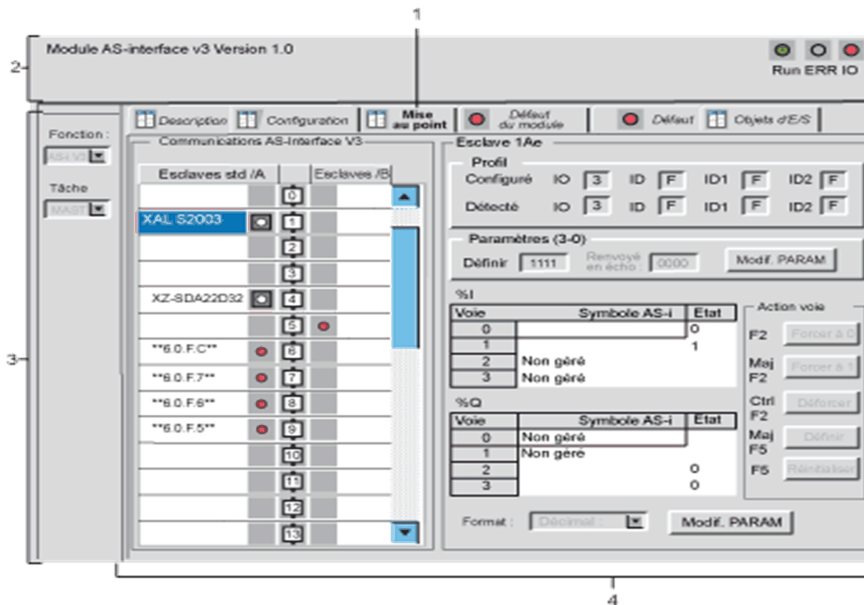 1
Module AS-interface v3 Version 1.0
2
Run ERR IO
Description
Configuration
Mise au point
Défaut du module
Défaut
Objets d'E/S
Fonction :
AS-I V3
Tâche
MAST
3
Communications AS-Interface V3
Esclaves std /A
Esclaves /B
0
XAL S2003
1
2
3
XZ-SDA22D32
4
5
**6.0.F.C**
6
**6.0.F.7**
7
**6.0.F.6**
8
**6.0.F.5**
9
10
11
12
13
Esclave 1Ae
Profil
Configuré IO 3 ID F ID1 F ID2 F
Détecté IO 3 ID F ID1 F ID2 F
Paramètres (3-0)
Définir 1111 Renvoyé en écho : 0000 Modif. PARAM
%I
Voie Symbole AS-i Etat
0 0
1 1
2 Non géré
3 Non géré
%Q
Voie Symbole AS-i Etat
0 Non géré
1 Non géré
2 0
3 0
Format : Décimal : Modif. PARAM
Action voie
F2 Forcer à 0
Maj F2 Forcer à 1
Ctrl F2 Déforcer
Maj F5 Définir
F5 Réinitialiser
4